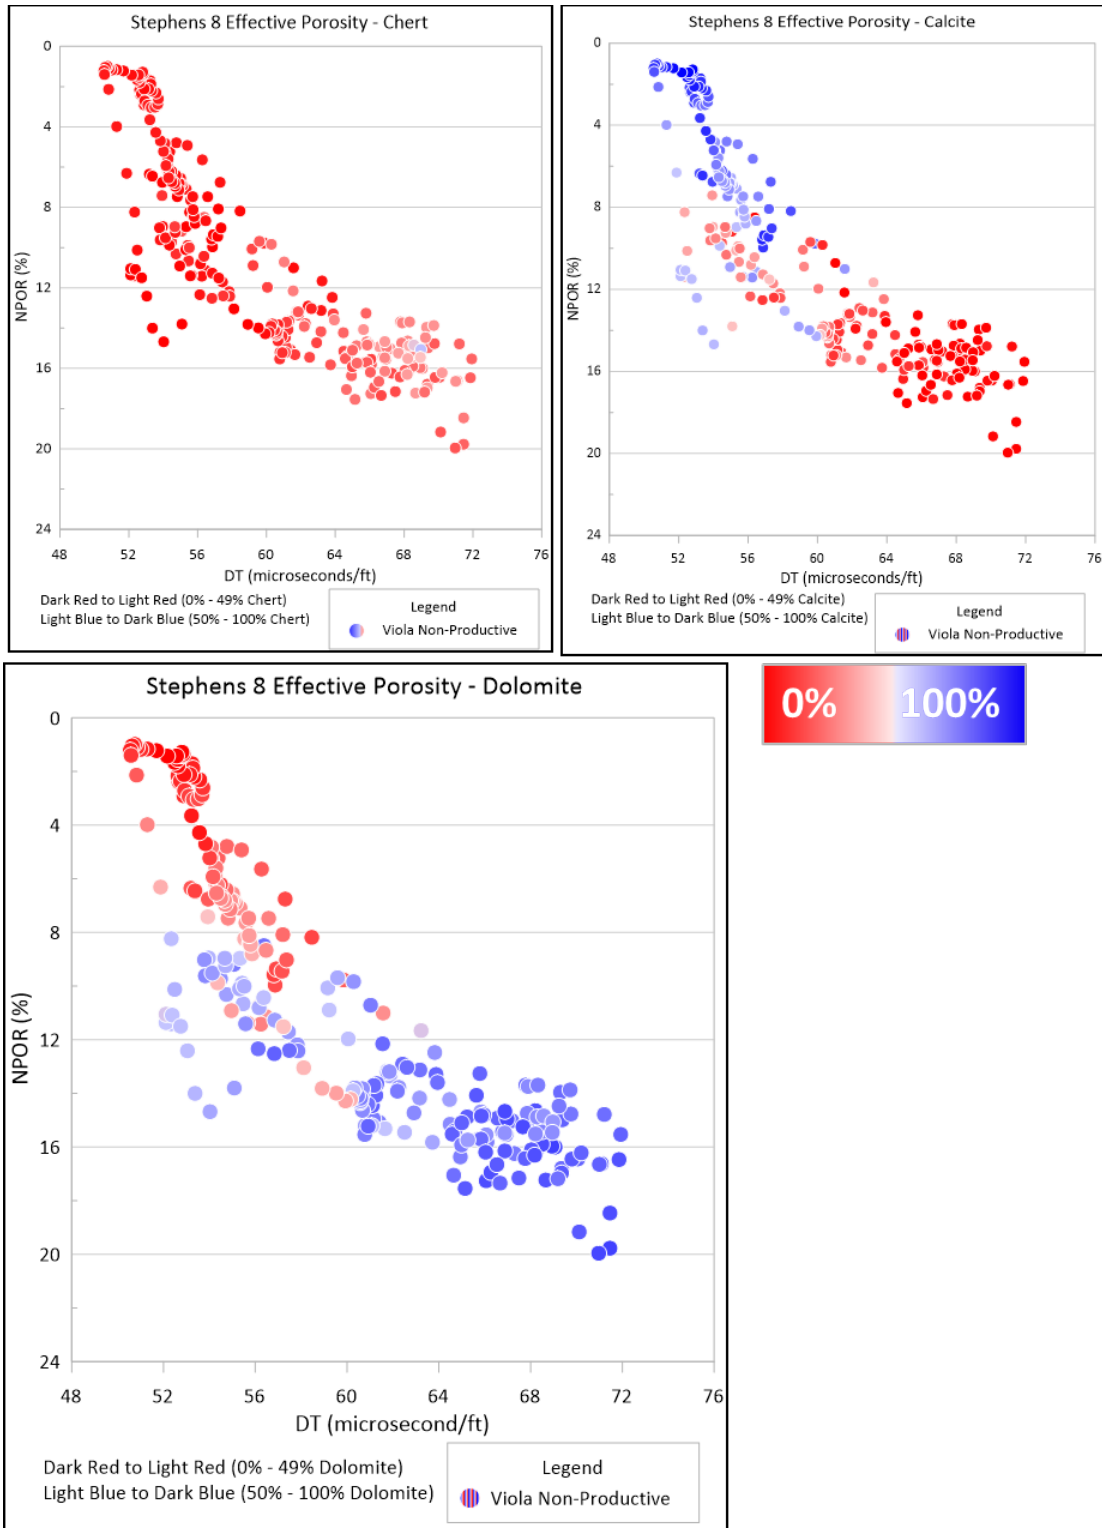 Stephens 8 Effective Porosity - Chert
0
4
8
12
16
20
24
NPOR (%)
48 52 56 60 64 68 72 76
DT (microseconds/ft)
Dark Red to Light Red (0% - 49% Chert)
Light Blue to Dark Blue (50% - 100% Chert)
Legend
Viola Non-Productive
Stephens 8 Effective Porosity - Calcite
0
4
8
12
16
20
24
NPOR (%)
48 52 56 60 64 68 72 76
DT (microseconds/ft)
Dark Red to Light Red (0% - 49% Calcite)
Light Blue to Dark Blue (50% - 100% Calcite)
Legend
Viola Non-Productive
Stephens 8 Effective Porosity - Dolomite
0
4
8
12
16
20
24
NPOR (%)
48 52 56 60 64 68 72 76
DT (microsecond/ft)
Dark Red to Light Red (0% - 49% Dolomite)
Light Blue to Dark Blue (50% - 100% Dolomite)
Legend
Viola Non-Productive
0% 100%